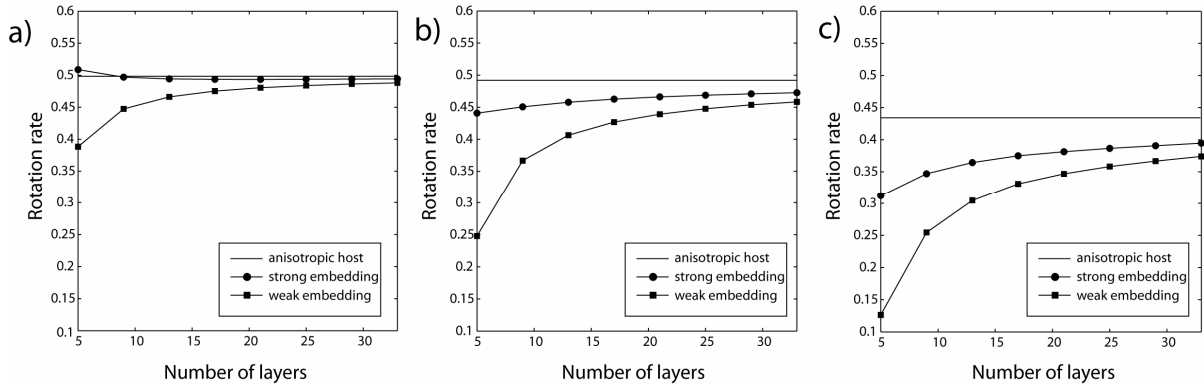 a)
0.6
0.55
0.5
0.45
0.4
0.35
0.3
0.25
0.2
0.15
0.1
Rotation rate
anisotropic host
strong embedding
weak embedding
5 10 15 20 25 30
Number of layers
b)
0.6
0.55
0.5
0.45
0.4
0.35
0.3
0.25
0.2
0.15
0.1
Rotation rate
anisotropic host
strong embedding
weak embedding
5 10 15 20 25 30
Number of layers
c)
0.6
0.55
0.5
0.45
0.4
0.35
0.3
0.25
0.2
0.15
0.1
Rotation rate
anisotropic host
strong embedding
weak embedding
5 10 15 20 25 30
Number of layers